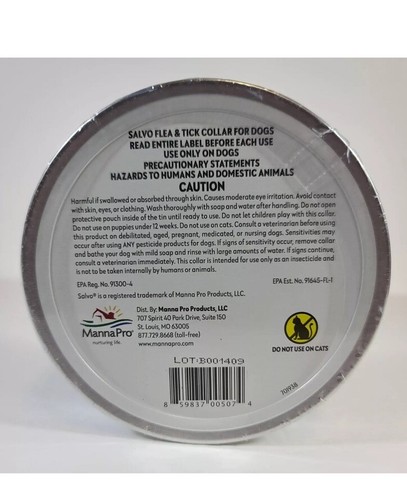 SALVO FLEA & TICK COLLAR FOR DOGS
READ ENTIRE LABEL BEFORE EACH USE
USE ONLY ON DOGS
PRECAUTIONARY STATEMENTS
HAZARDS TO HUMANS AND DOMESTIC ANIMALS
CAUTION
Harmful if swallowed or absorbed through skin. Causes moderate eye irritation. Avoid contact
with skin, eyes, or clothing. Wash thoroughly with soap and water after handling. Do not open
protective pouch inside of the tin until ready to use. Do not let children play with this collar.
Do not use on puppies under 12 weeks. Do not use on cats. Consult a veterinarian before using
this product on debilitated, aged, pregnant, medicated, or nursing dogs. Sensitivities may
occur after using ANY pesticide products for dogs. If signs of sensitivity occur, remove collar
and bathe your dog with mild soap and rinse with large amounts of water. If signs continue,
consult a veterinarian immediately. This collar is intended for use only as an insecticide and
is not to be taken internally by humans or animals.
EPA Reg. No. 91300-4
EPA Est. No. 91645-FL-1
Salvo® is a registered trademark of Manna Pro Products, LLC.
MannaPro
nurturing life.
Dist. By: Manna Pro Products, LLC
707 Spirit 40 Park Drive, Suite 150
St. Louis, MO 63005
877.729.8668 (toll-free)
www.mannapro.com
DO NOT USE ON CATS
LOT:B001409
8 59837 00507 4